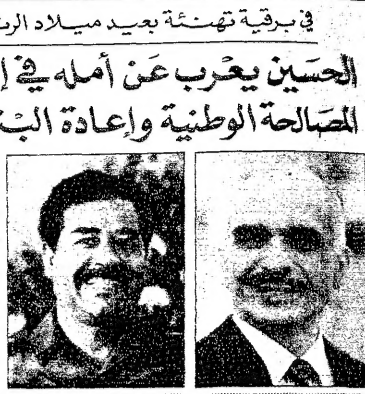 في برقية تهنئة بعيد ميلاد
الحسين يعرب عن أمله في
المصالحة الوطنية وإعادة